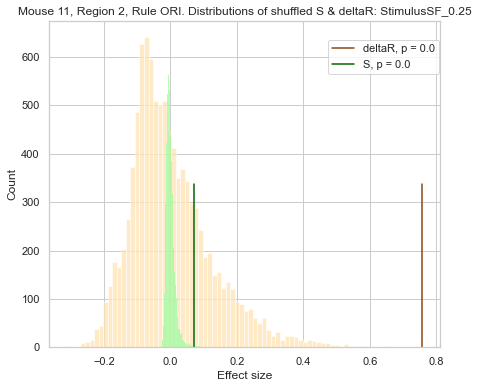 Mouse 11, Region 2, Rule ORI. Distributions of shuffled S & deltaR: StimulusSF_0.25
deltaR, p = 0.0
S, p = 0.0
600
500
400
300
200
100
0
Count
−0.2 0.0 0.2 0.4 0.6 0.8
Effect size